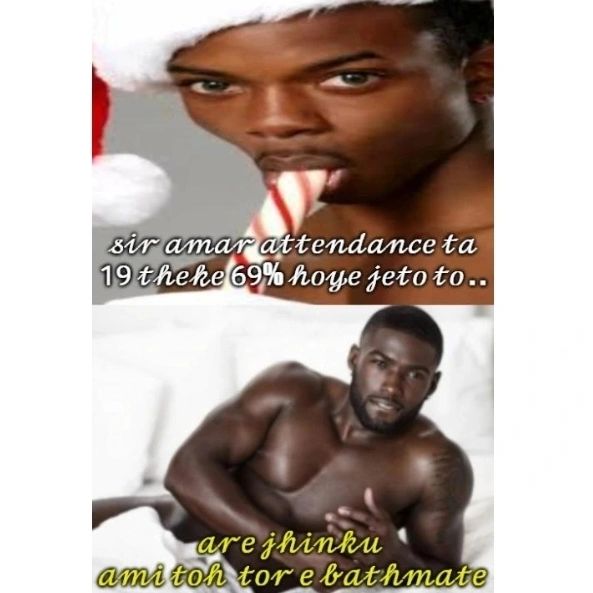 sir amar attendance ta
19 theke 69% hoye jeto to..
are jhinku
ami toh tor e bathmate